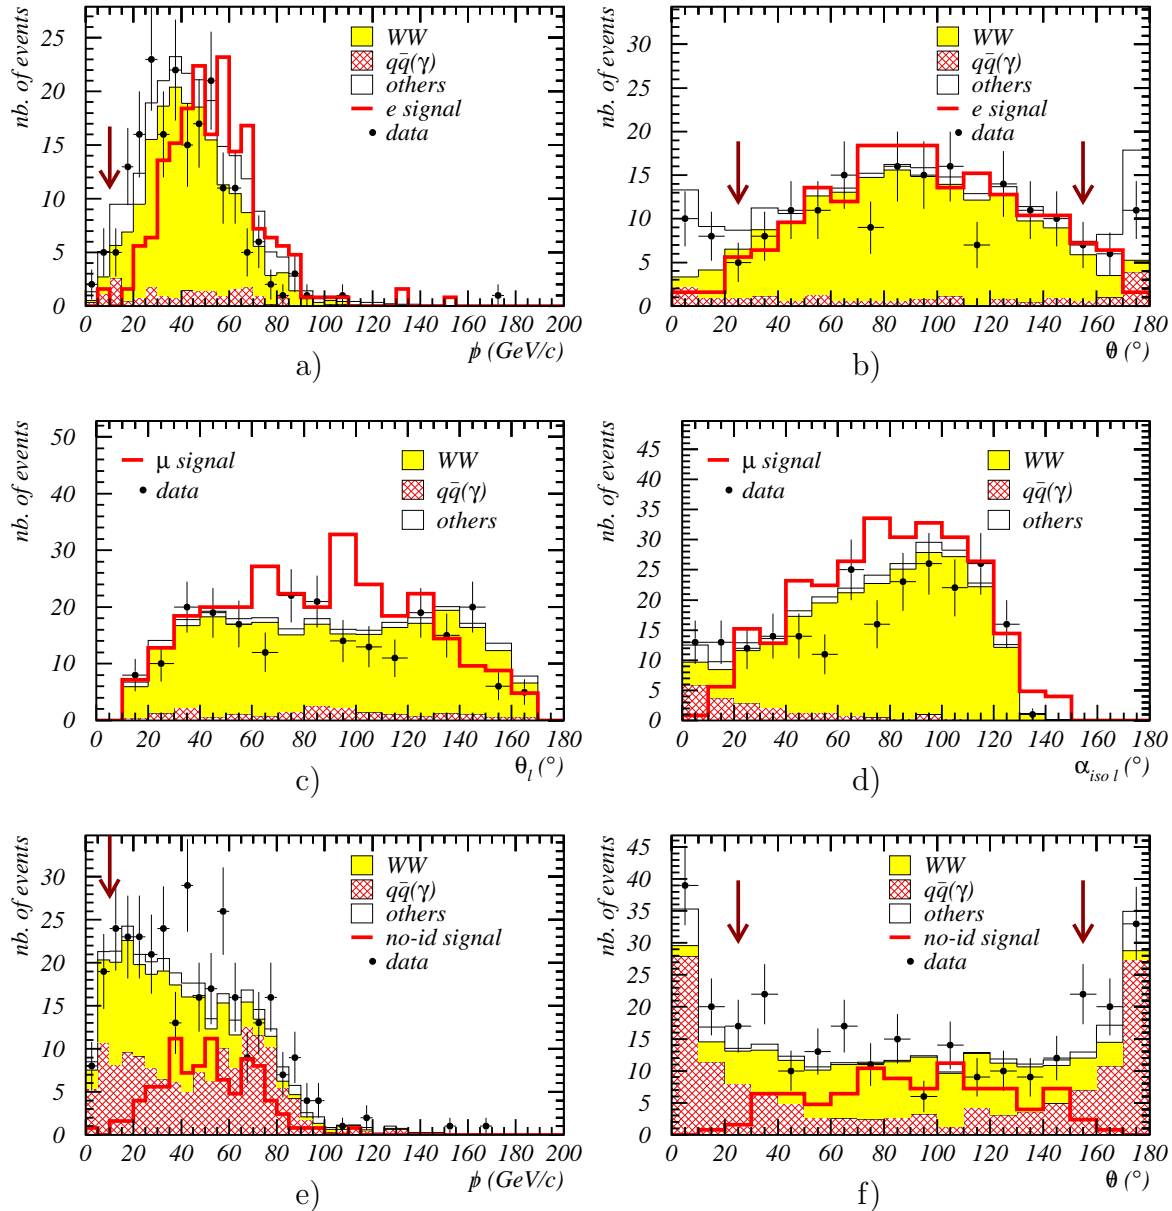 nb. of events
25
20
15
10
5
0
WW
qq̄(γ)
others
e signal
data
0 20 40 60 80 100 120 140 160 180 200
p̸ (GeV/c)
a)
nb. of events
30
25
20
15
10
5
0
WW
qq̄(γ)
others
e signal
data
0 20 40 60 80 100 120 140 160 180
θ̸ (°)
b)
nb. of events
50
40
30
20
10
0
μ signal
data
WW
qq̄(γ)
others
0 20 40 60 80 100 120 140 160 180
θ_l (°)
c)
nb. of events
45
40
35
30
25
20
15
10
5
0
μ signal
data
WW
qq̄(γ)
others
0 20 40 60 80 100 120 140 160 180
α_iso l (°)
d)
nb. of events
30
25
20
15
10
5
0
WW
qq̄(γ)
others
no-id signal
data
0 20 40 60 80 100 120 140 160 180 200
p̸ (GeV/c)
e)
nb. of events
45
40
35
30
25
20
15
10
5
0
WW
qq̄(γ)
others
no-id signal
data
0 20 40 60 80 100 120 140 160 180
θ̸ (°)
f)